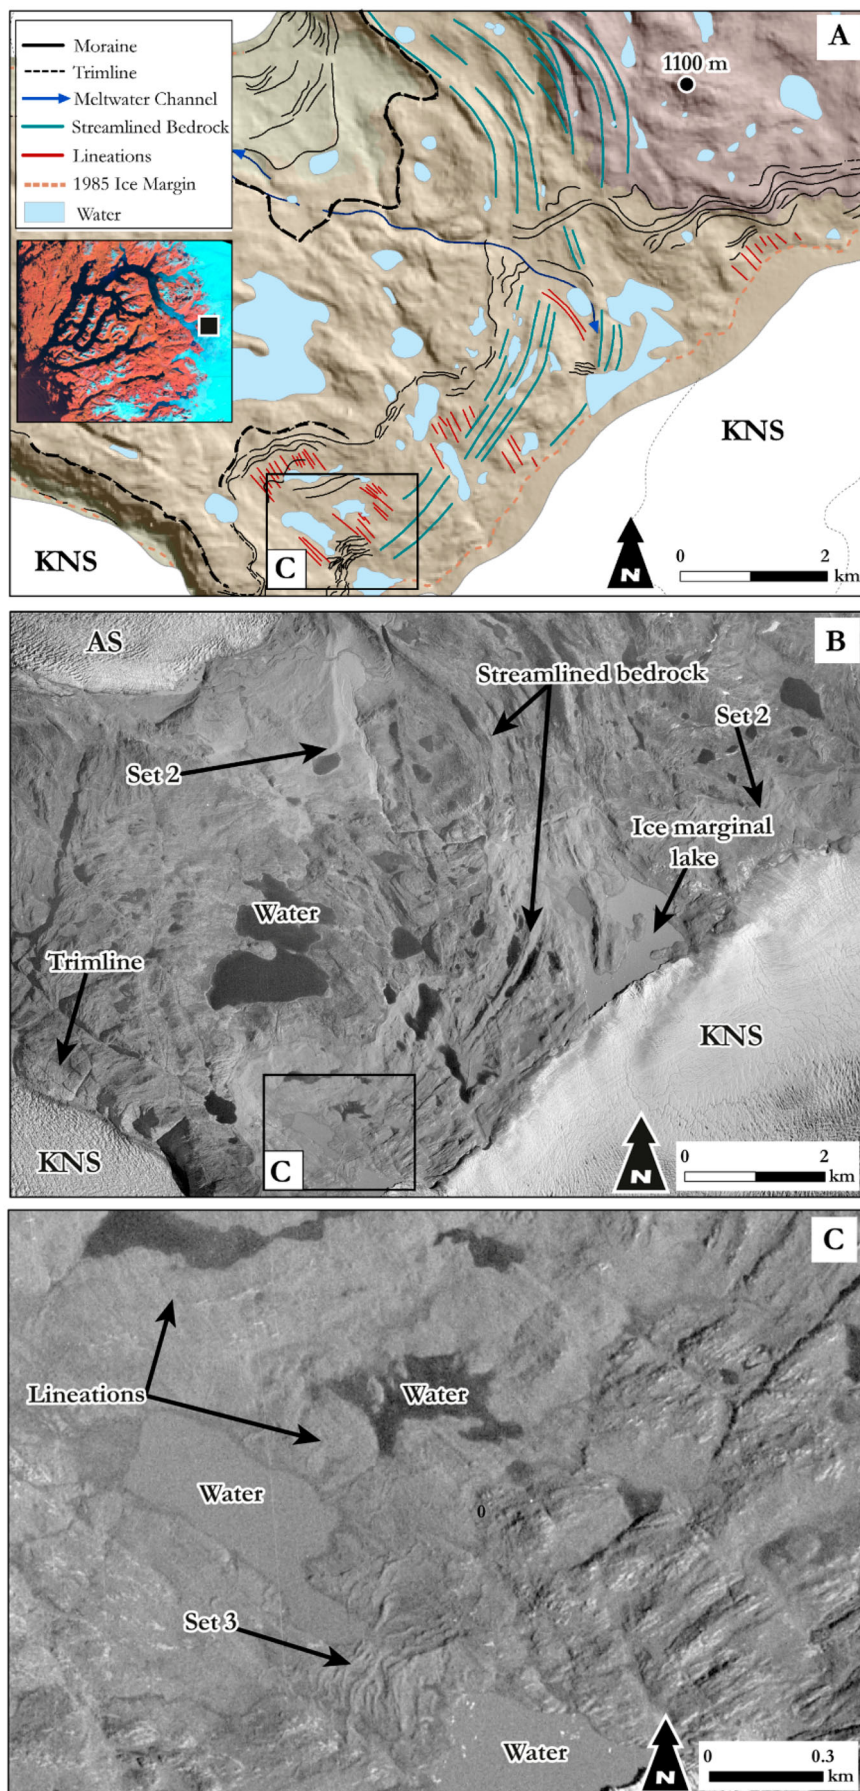 A
Moraine
Trimline
Meltwater Channel
Streamlined Bedrock
Lineations
1985 Ice Margin
Water
1100 m
KNS
KNS
C
N
0 2
km
B
AS
Streamlined bedrock
Set 2
Set 2
Ice marginal
lake
Water
Trimline
KNS
KNS
C
N
0 2
km
C
Lineations
Water
Water
0
Set 3
Water
N
0 0.3
km